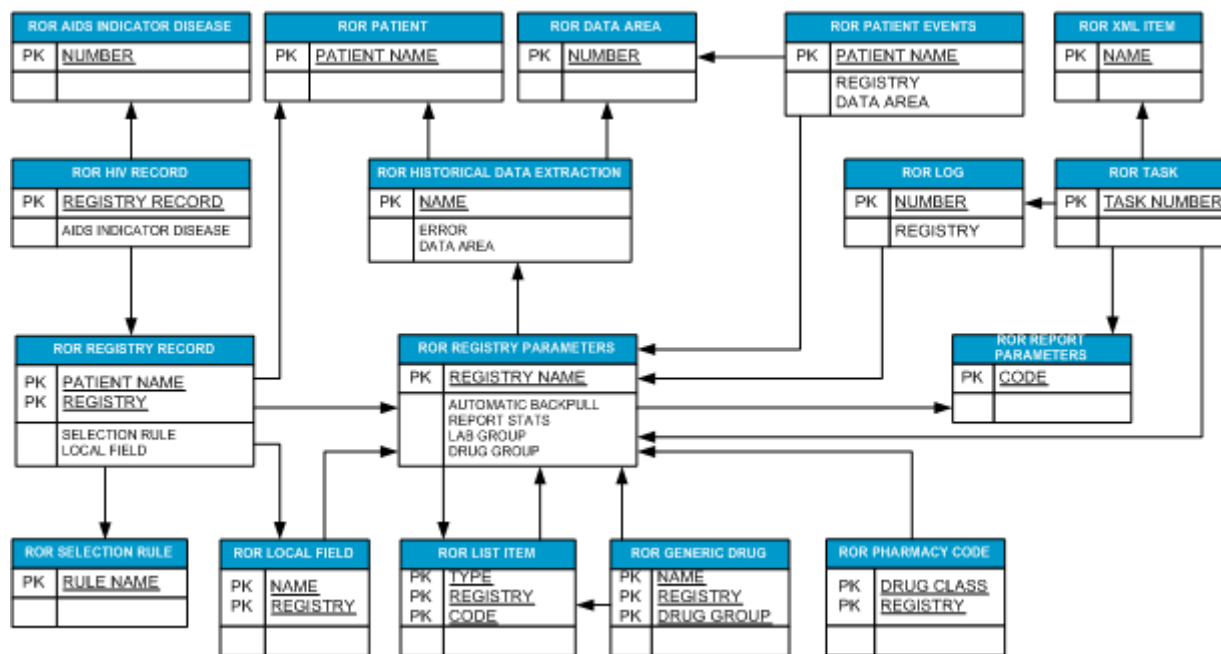 ROR AIDS INDICATOR DISEASE
PK NUMBER
ROR PATIENT
PK PATIENT NAME
ROR DATA AREA
PK NUMBER
ROR PATIENT EVENTS
PK PATIENT NAME
REGISTRY
DATA AREA
ROR XML ITEM
PK NAME
ROR HIV RECORD
PK REGISTRY RECORD
AIDS INDICATOR DISEASE
ROR HISTORICAL DATA EXTRACTION
PK NAME
ERROR
DATA AREA
ROR LOG
PK NUMBER
REGISTRY
ROR TASK
PK TASK NUMBER
ROR REGISTRY RECORD
PK PATIENT NAME
PK REGISTRY
SELECTION RULE
LOCAL FIELD
ROR REGISTRY PARAMETERS
PK REGISTRY NAME
AUTOMATIC BACKPULL
REPORT STATS
LAB GROUP
DRUG GROUP
ROR REPORT
PARAMETERS
PK CODE
ROR SELECTION RULE
PK RULE NAME
ROR LOCAL FIELD
PK NAME
PK REGISTRY
ROR LIST ITEM
PK TYPE
PK REGISTRY
PK CODE
ROR GENERIC DRUG
PK NAME
PK REGISTRY
PK DRUG GROUP
ROR PHARMACY CODE
PK DRUG CLASS
PK REGISTRY